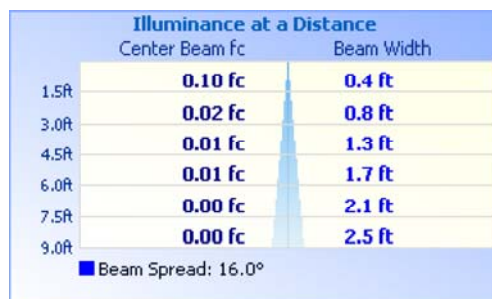 Illuminance at a Distance
Center Beam fc Beam Width
1.5ft 0.10 fc 0.4 ft
3.0ft 0.02 fc 0.8 ft
4.5ft 0.01 fc 1.3 ft
6.0ft 0.01 fc 1.7 ft
7.5ft 0.00 fc 2.1 ft
9.0ft 0.00 fc 2.5 ft
Beam Spread: 16.0°